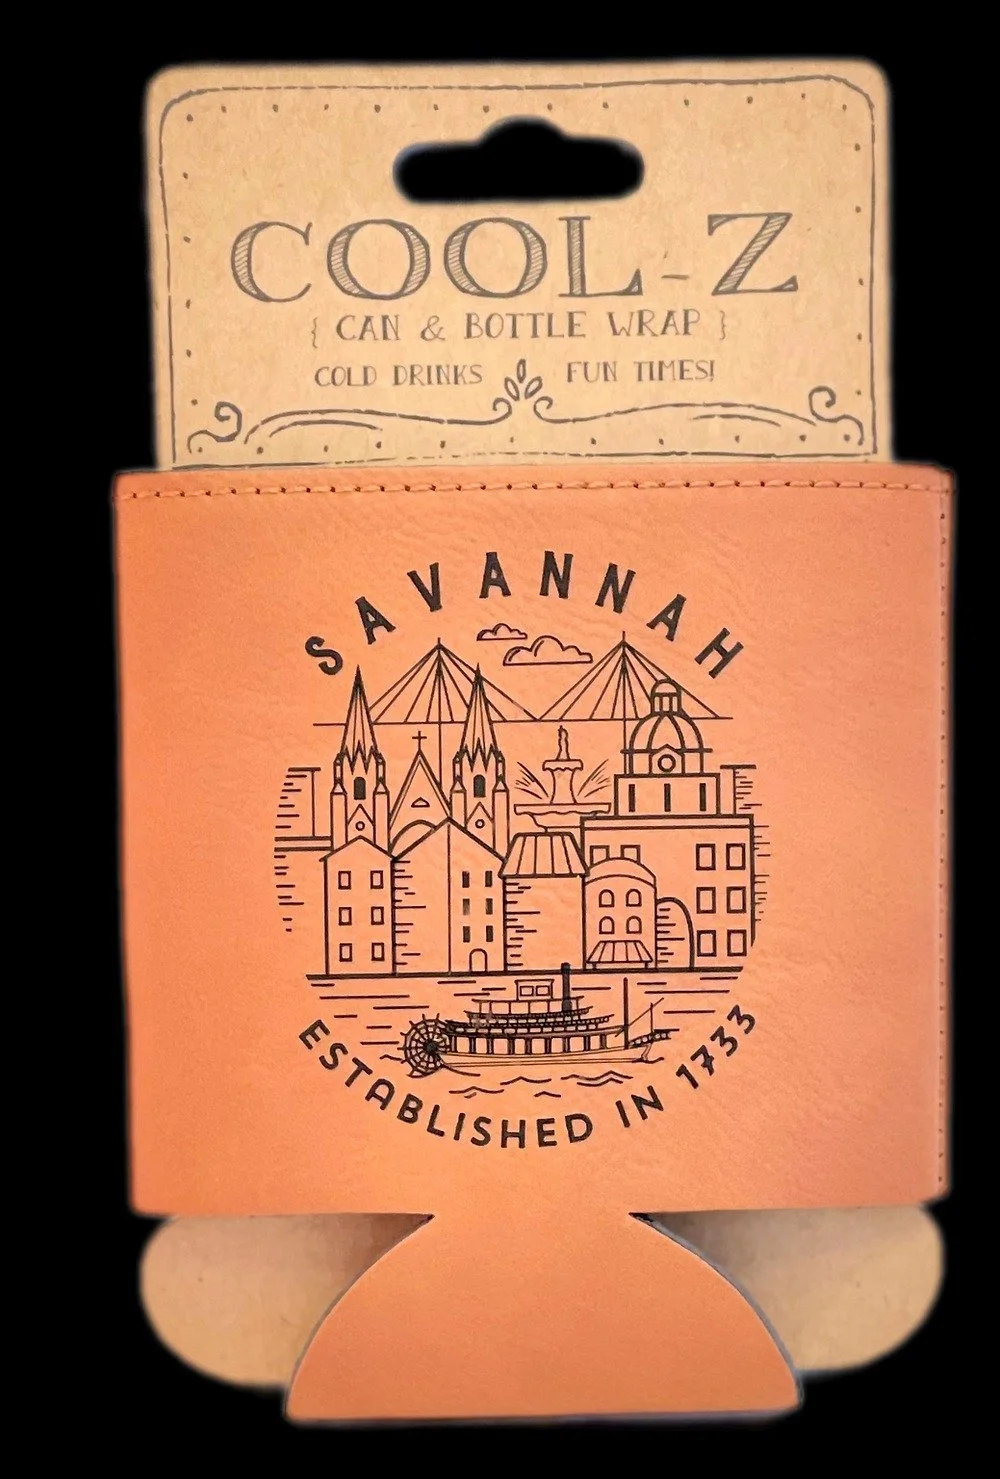 COOL-Z
{ CAN & BOTTLE WRAP }
COLD DRINKS FUN TIMES!
SAVANNAH
ESTABLISHED IN 1733